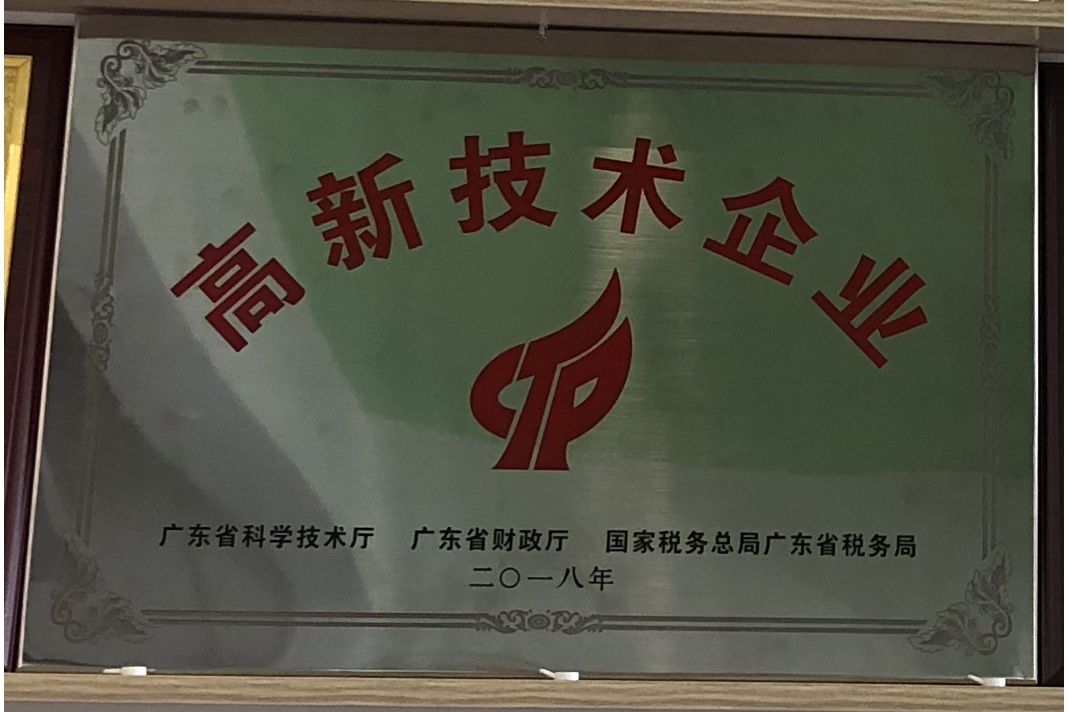 高新技术企业
广东省科学技术厅 广东省财政厅 国家税务总局广东省税务局
二〇一八年